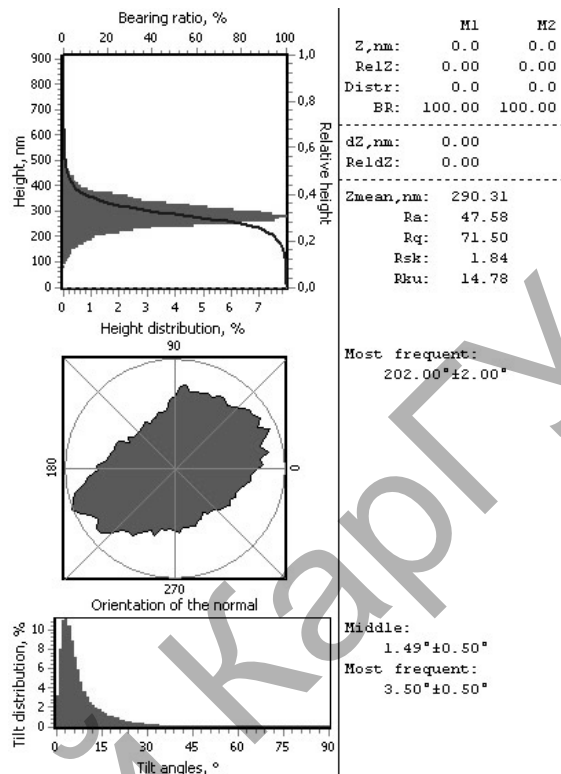 Bearing ratio, %
0 20 40 60 80 100
900
800
700
600
500
400
300
200
100
0
Height, nm
1,0
0,8
0,6
0,4
0,2
0,0
Relative height
0 1 2 3 4 5 6 7
Height distribution, %
M1 M2
Z,nm: 0.0 0.0
RelZ: 0.00 0.00
Distr: 0.0 0.0
BR: 100.00 100.00
dZ,nm: 0.00
ReldZ: 0.00
Zmean,nm: 290.31
Ra: 47.58
Rq: 71.50
Rsk: 1.84
Rku: 14.78
90
180
0
270
Orientation of the normal
Most frequent:
202.00°±2.00°
10
8
6
4
2
0
Tilt distribution, %
0 15 30 45 60 75 90
Tilt angles, °
Middle:
1.49°±0.50°
Most frequent:
3.50°±0.50°
КарГУ